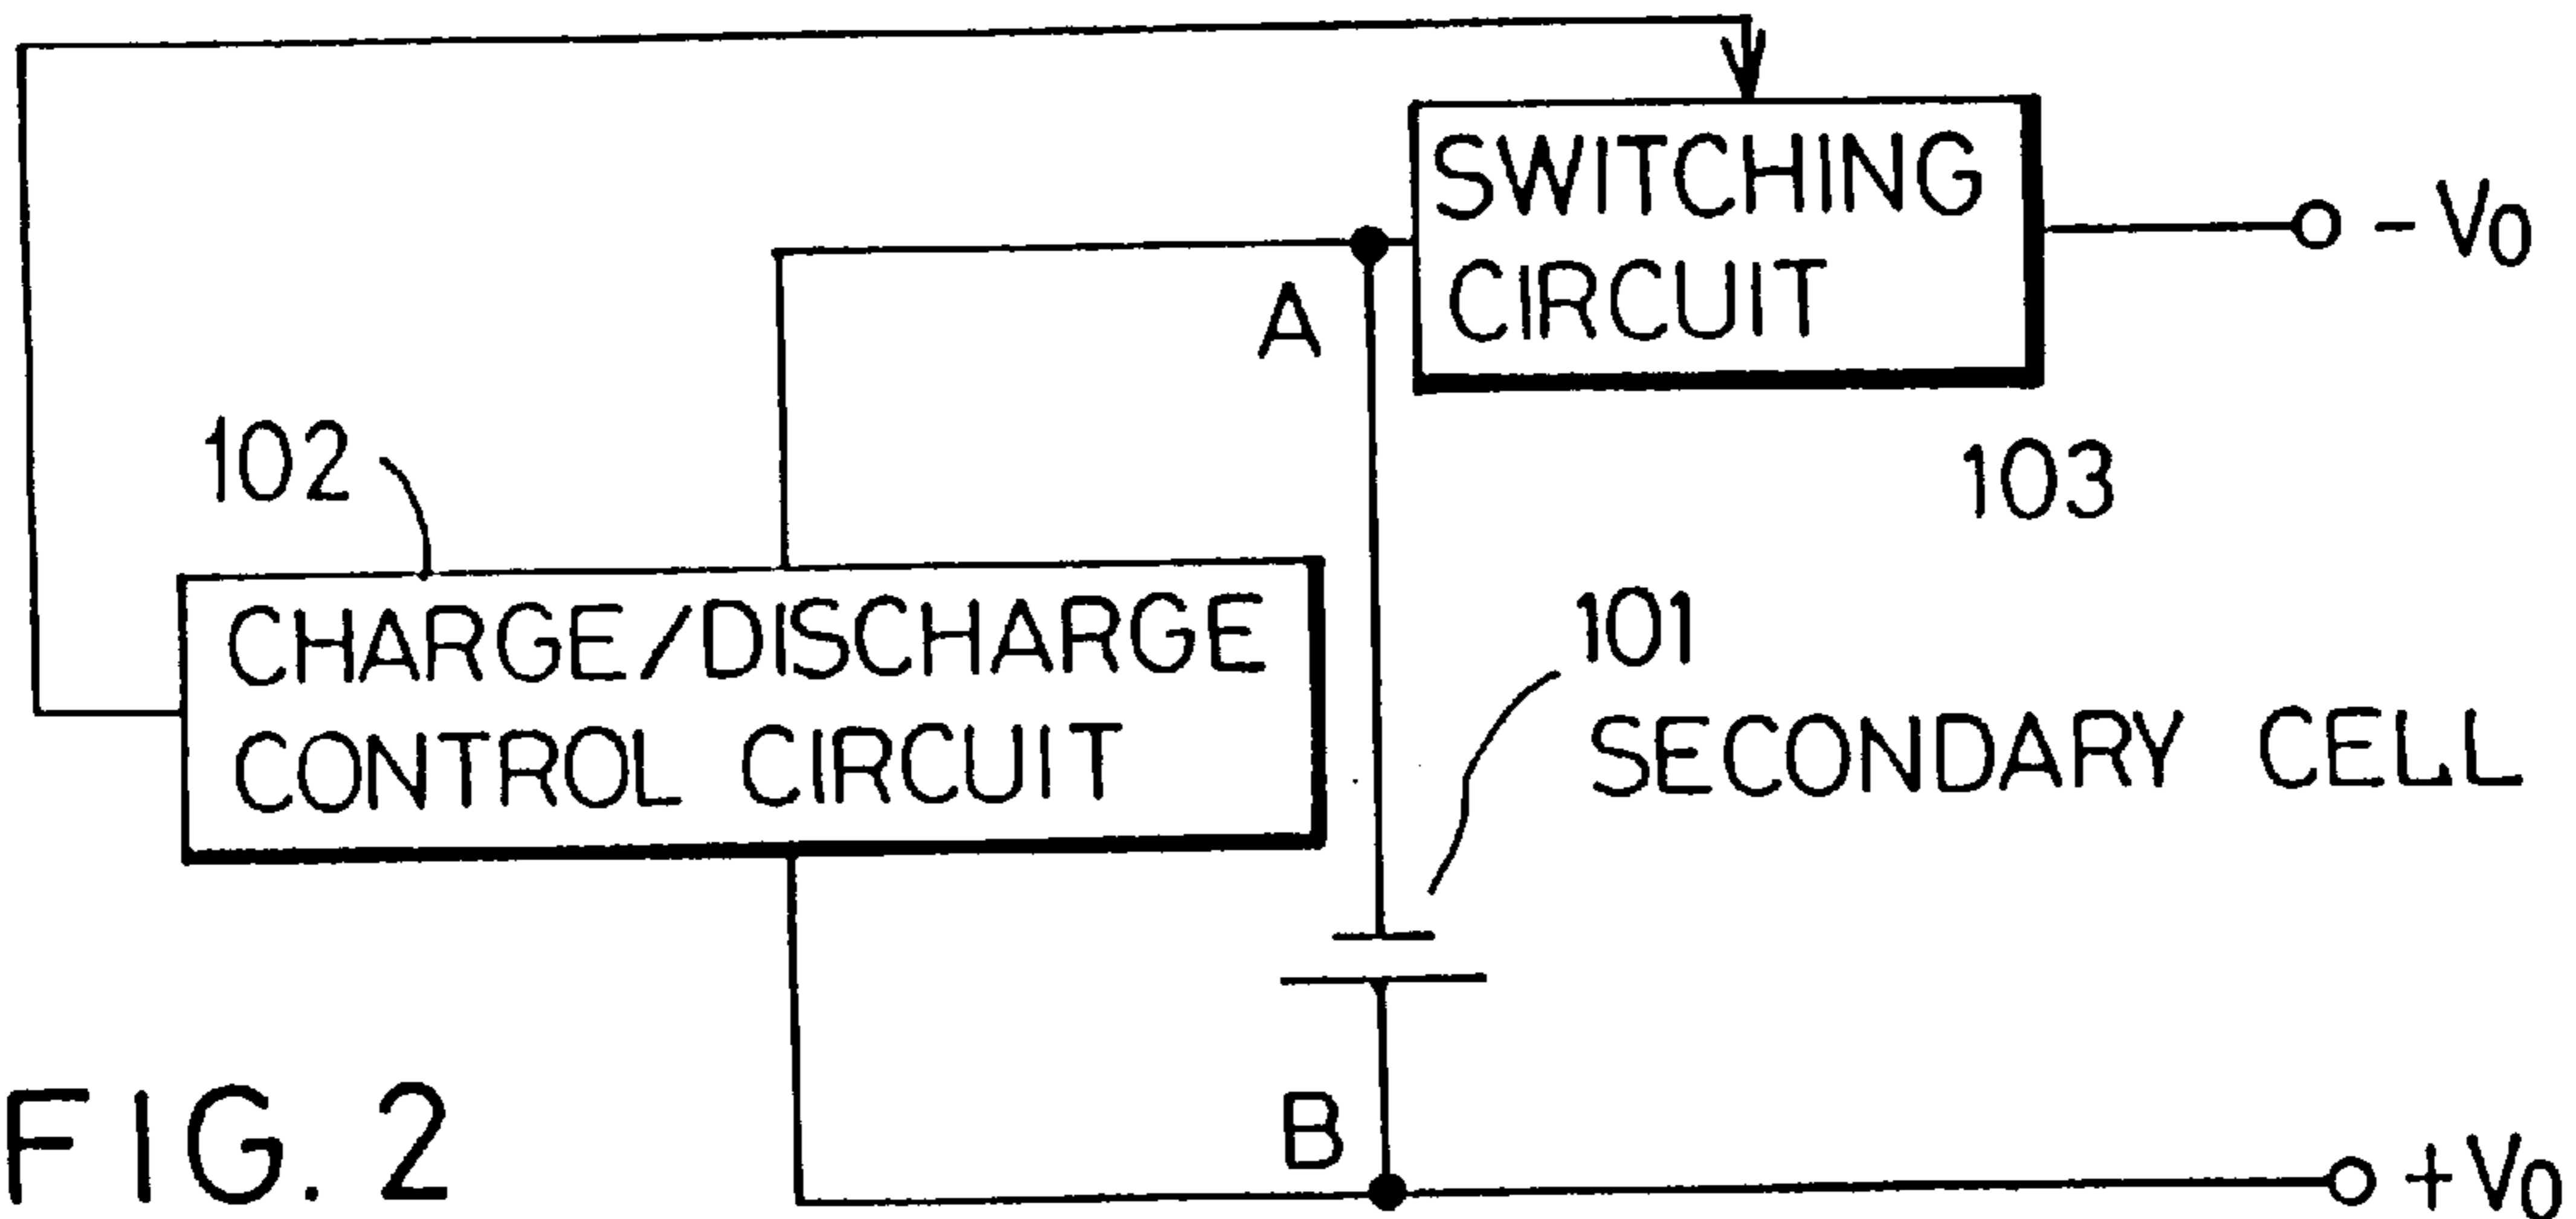 SWITCHING
CIRCUIT
- V0
A
103
102
CHARGE/DISCHARGE
CONTROL CIRCUIT
101
SECONDARY CELL
B
+V0
FIG. 2